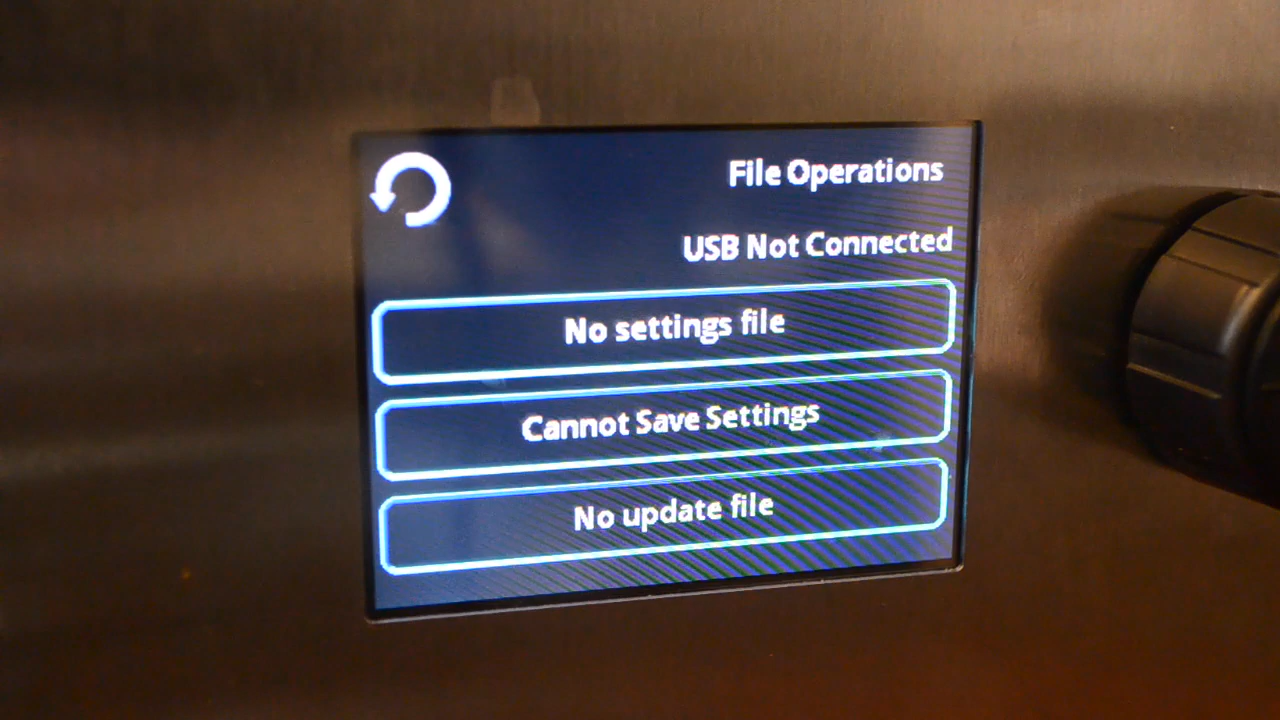 File Operations
USB Not Connected
No settings file
Cannot Save Settings
No update file